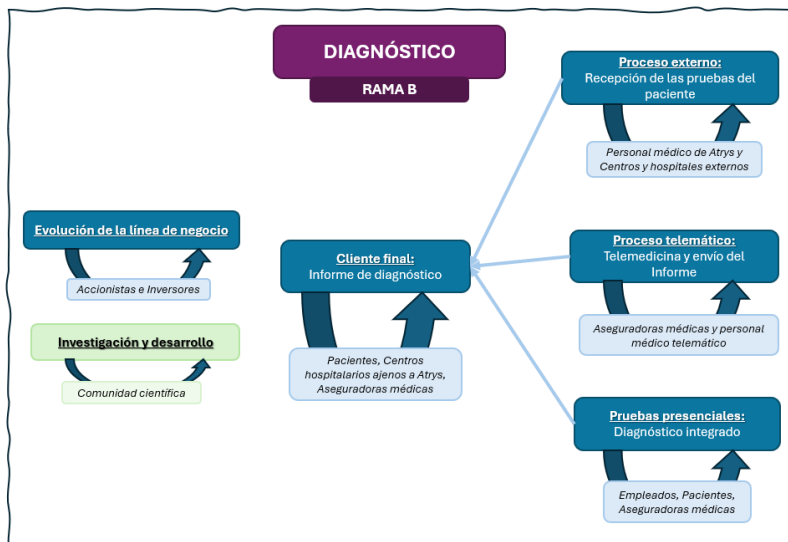 DIAGNÓSTICO
RAMA B
Proceso externo:
Recepción de las pruebas del
paciente
Personal médico de Atrys y
Centros y hospitales externos
Evolución de la línea de negocio
Accionistas e Inversores
Investigación y desarrollo
Comunidad científica
Cliente final:
Informe de diagnóstico
Pacientes, Centros
hospitalarios ajenos a Atrys,
Aseguradoras médicas
Proceso telemático:
Telemedicina y envío del
Informe
Aseguradoras médicas y personal
médico telemático
Pruebas presenciales:
Diagnóstico integrado
Empleados, Pacientes,
Aseguradoras médicas